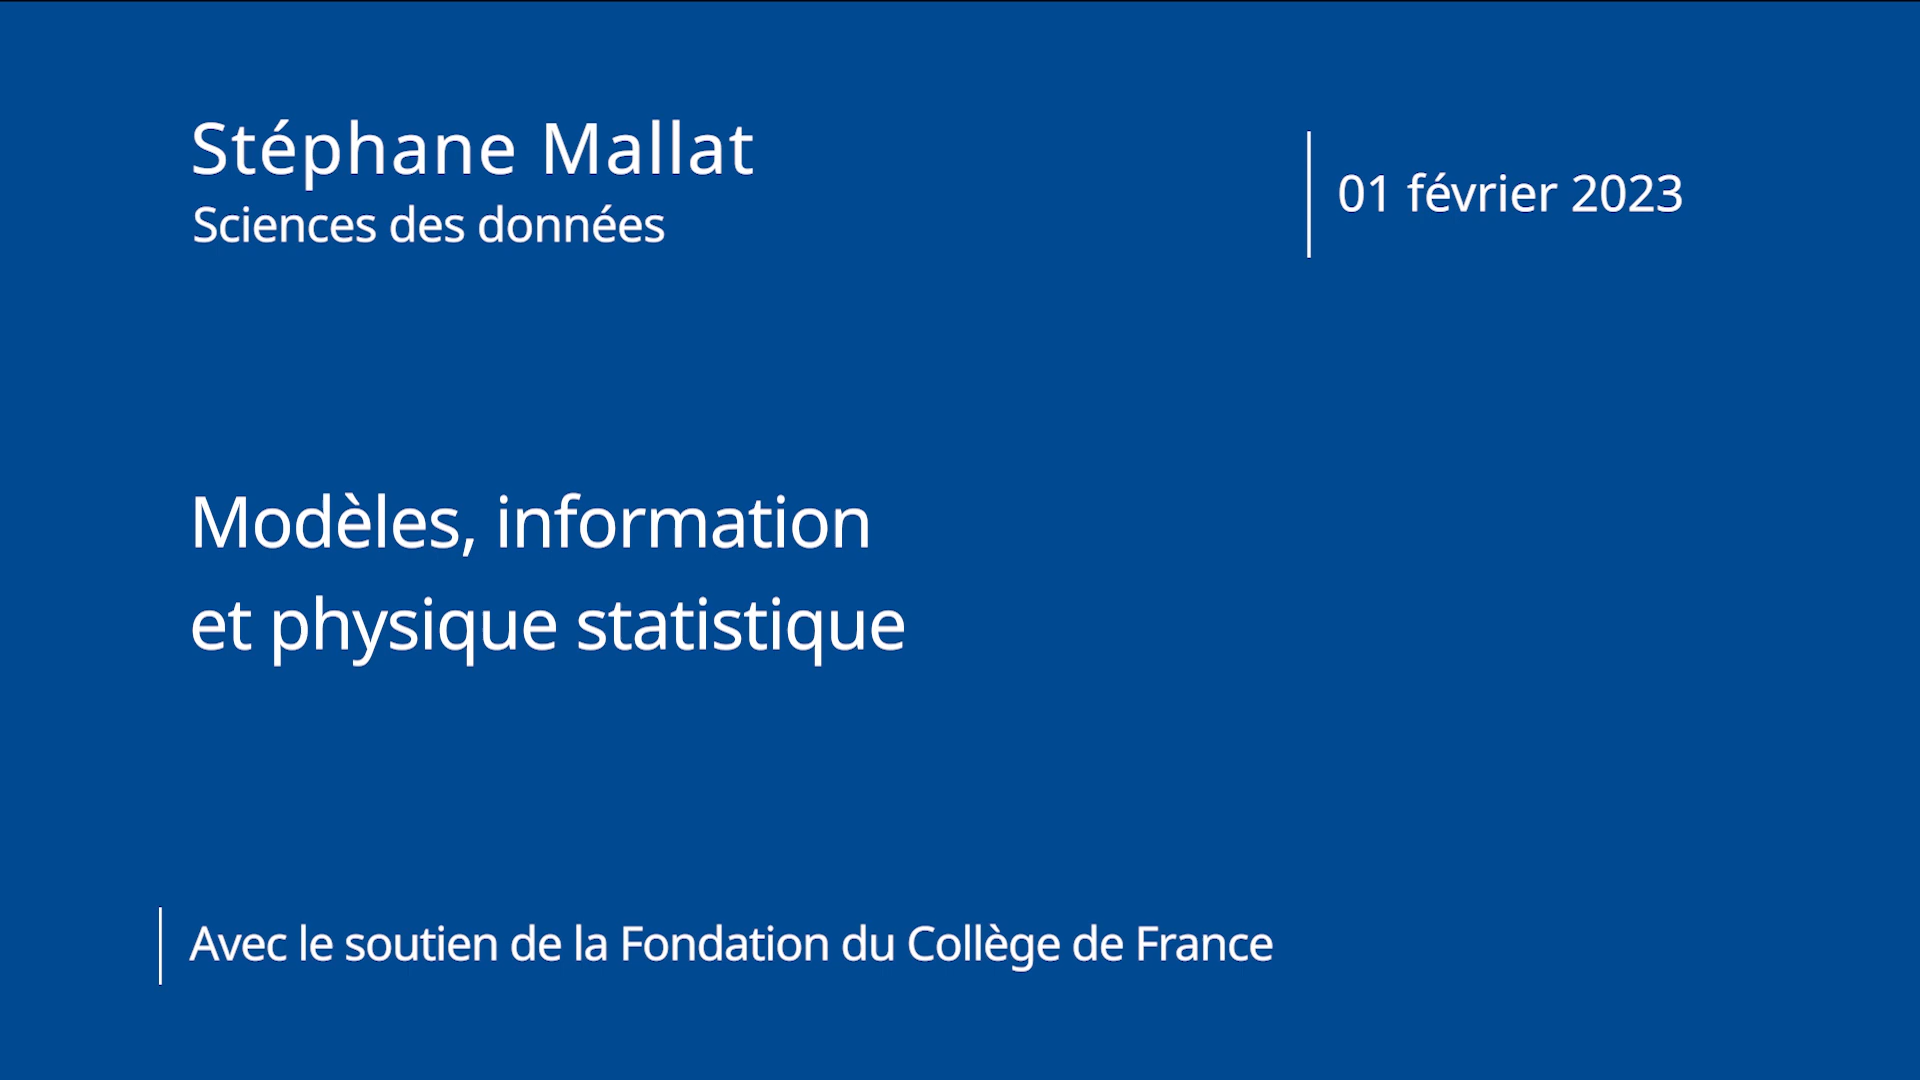 Stéphane Mallat
Sciences des données
01 février 2023
Modèles, information
et physique statistique
Avec le soutien de la Fondation du Collège de France